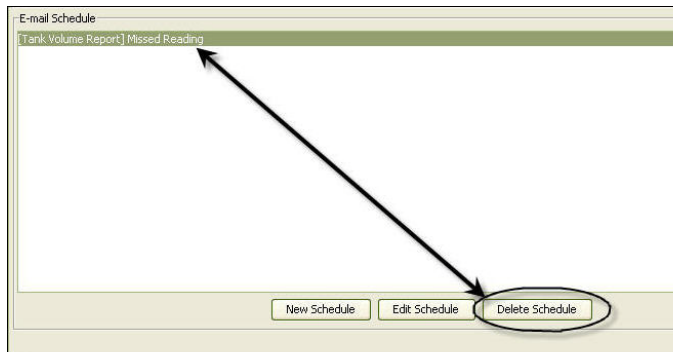 E-mail Schedule
[Tank Volume Report] Missed Reading
New Schedule Edit Schedule Delete Schedule